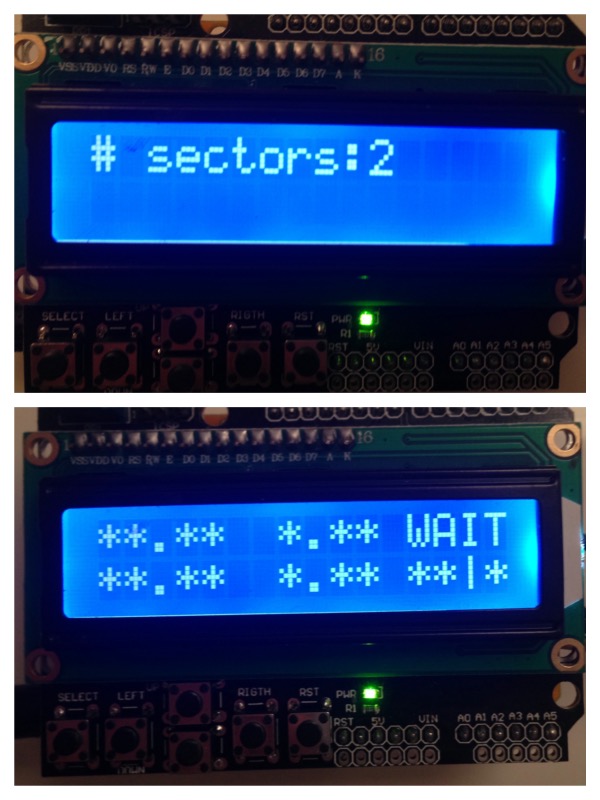 16
VSS VDD VO RS RW E D0 D1 D2 D3 D4 D5 D6 D7 A K
# sectors:2
SELECT LEFT RIGTH RST PWR
R1
RST 5V VIN A0 A1 A2 A3 A4 A5
1 16
VSS VDD VO RS RW E D0 D1 D2 D3 D4 D5 D6 D7 A K
**.** *.** WAIT
**.** *.** **|*
SELECT LEFT RIGTH RST PWR
R1
RST 5V VIN A0 A1 A2 A3 A4 A5
DOWN